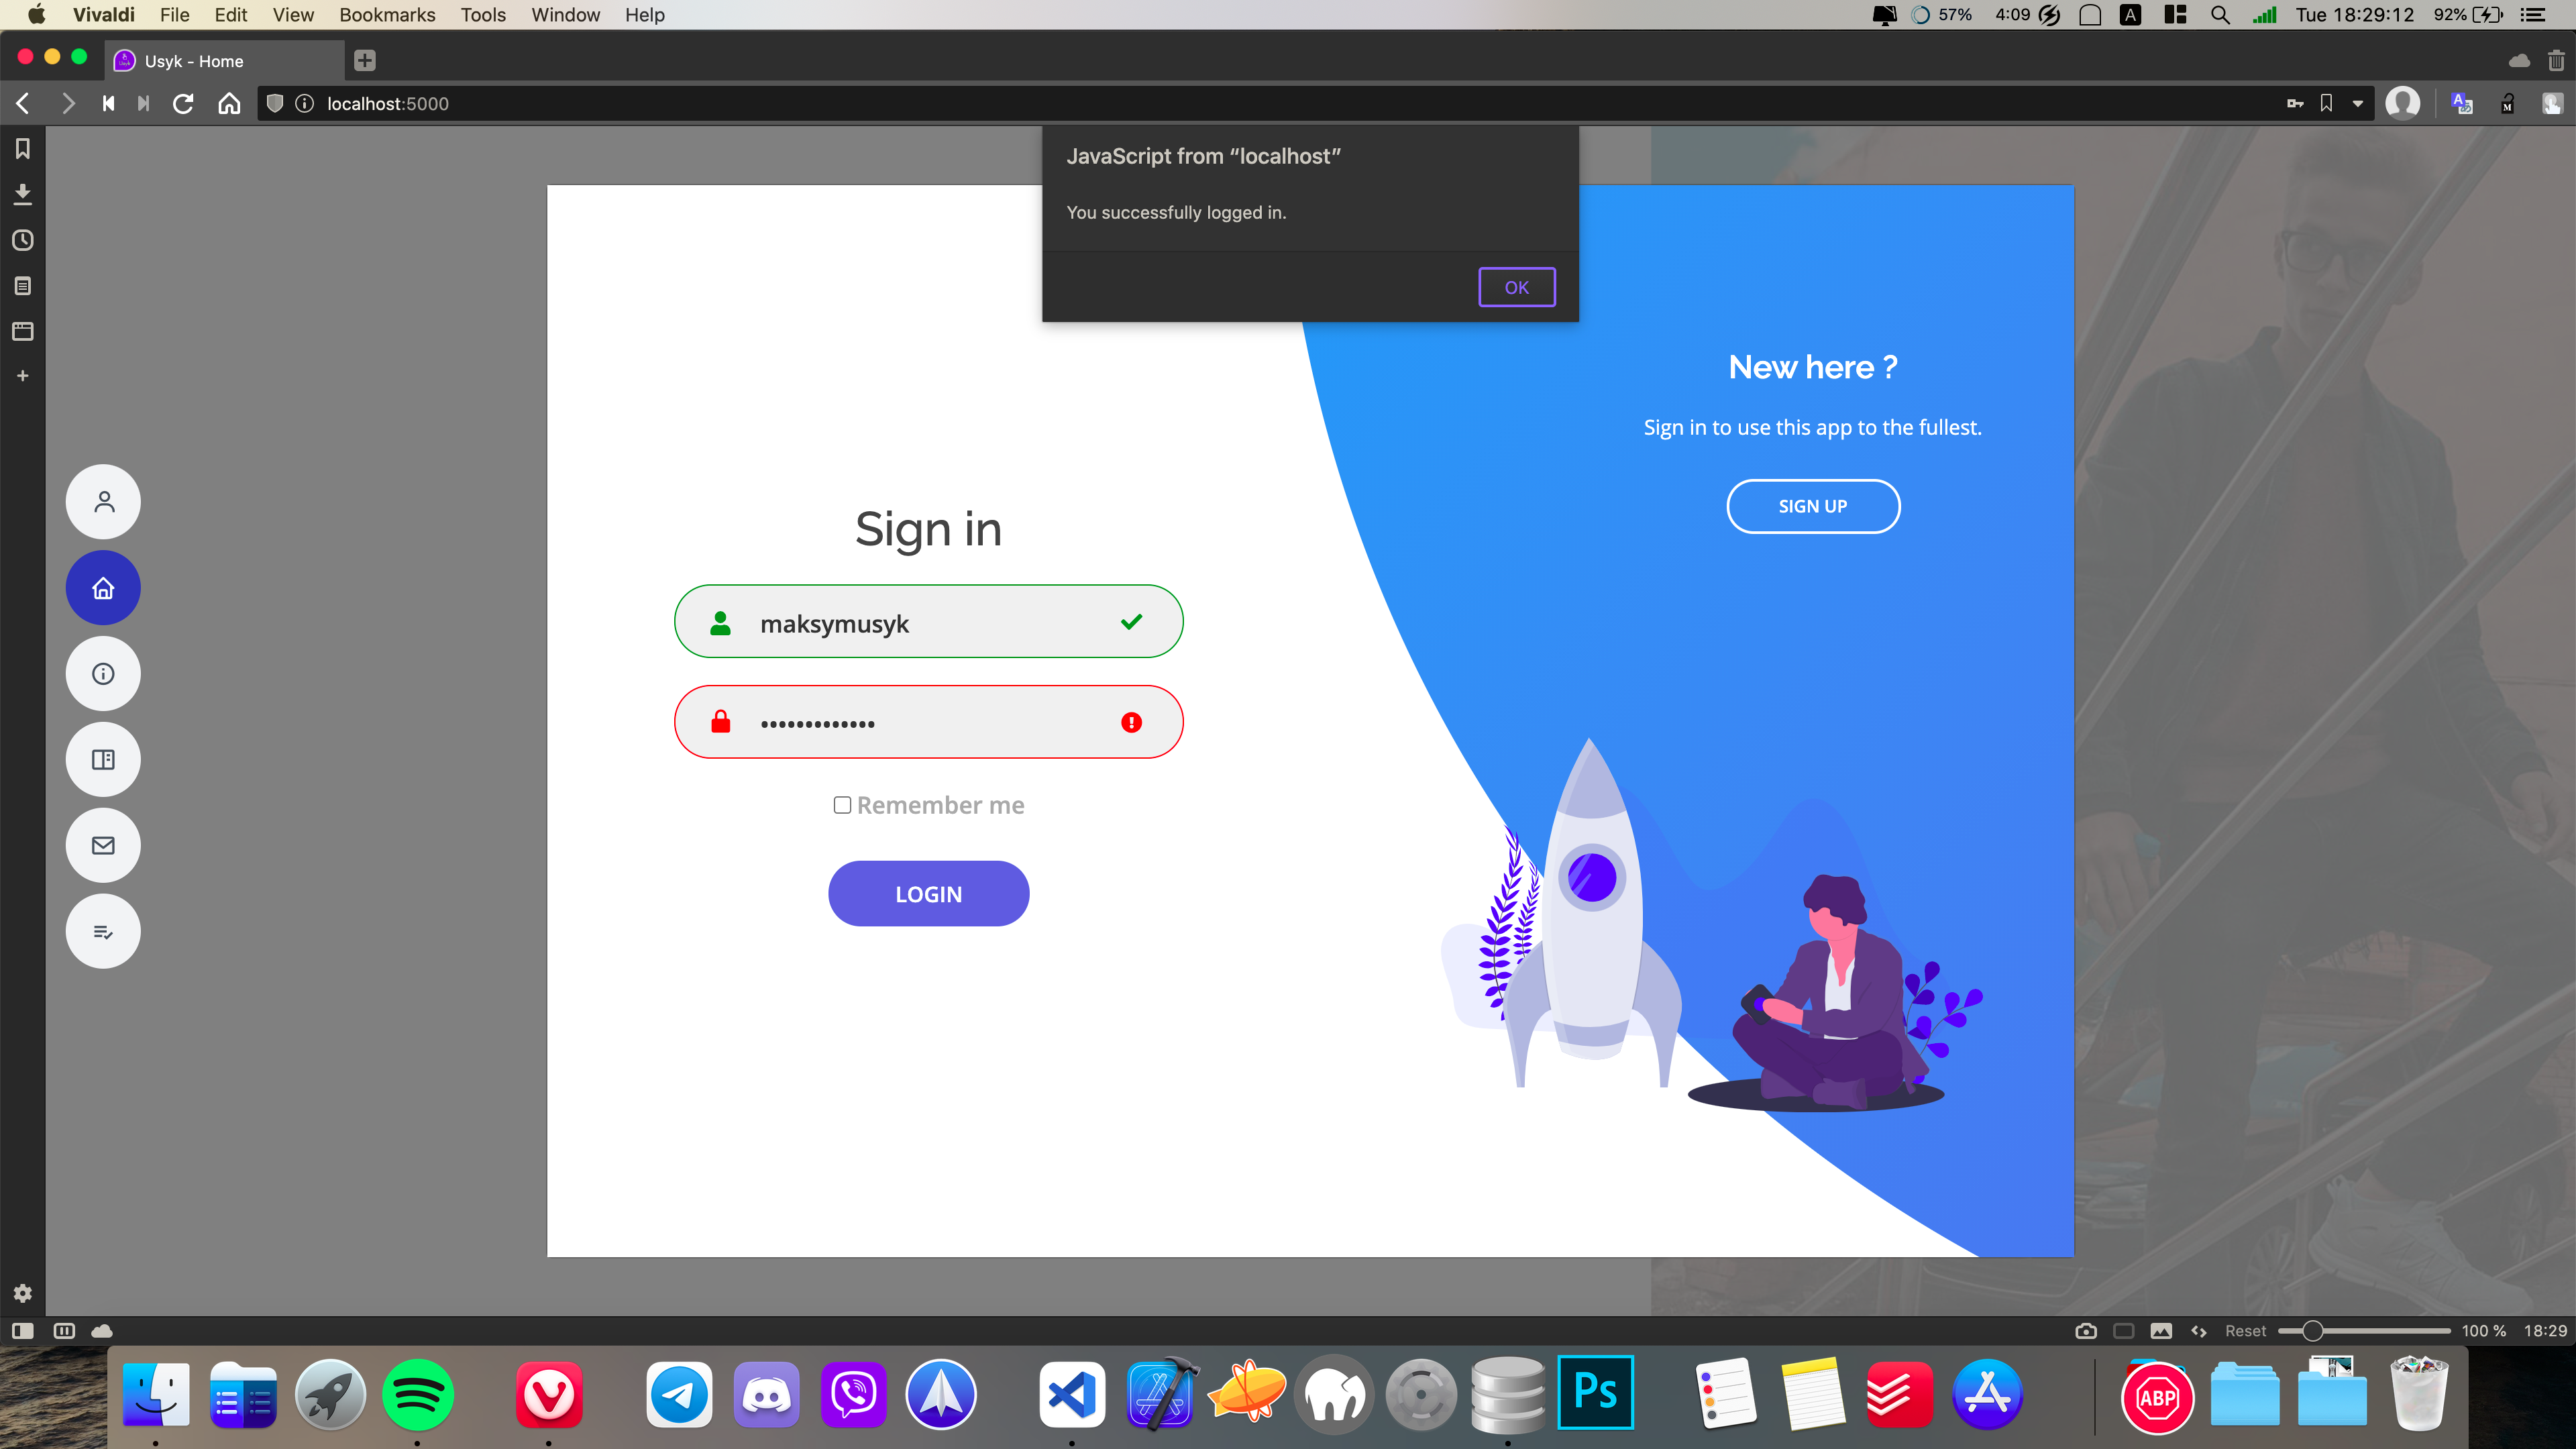 Vivaldi File Edit View Bookmarks Tools Window Help 57% 4:09 A Tue 18:29:12 92%
Usyk - Home
localhost:5000
JavaScript from “localhost”
You successfully logged in.
OK
New here ?
Sign in to use this app to the fullest.
SIGN UP
Sign in
maksymusyk
•••••••••••••
Remember me
LOGIN
Reset 100 % 18:29
Ps
ABP